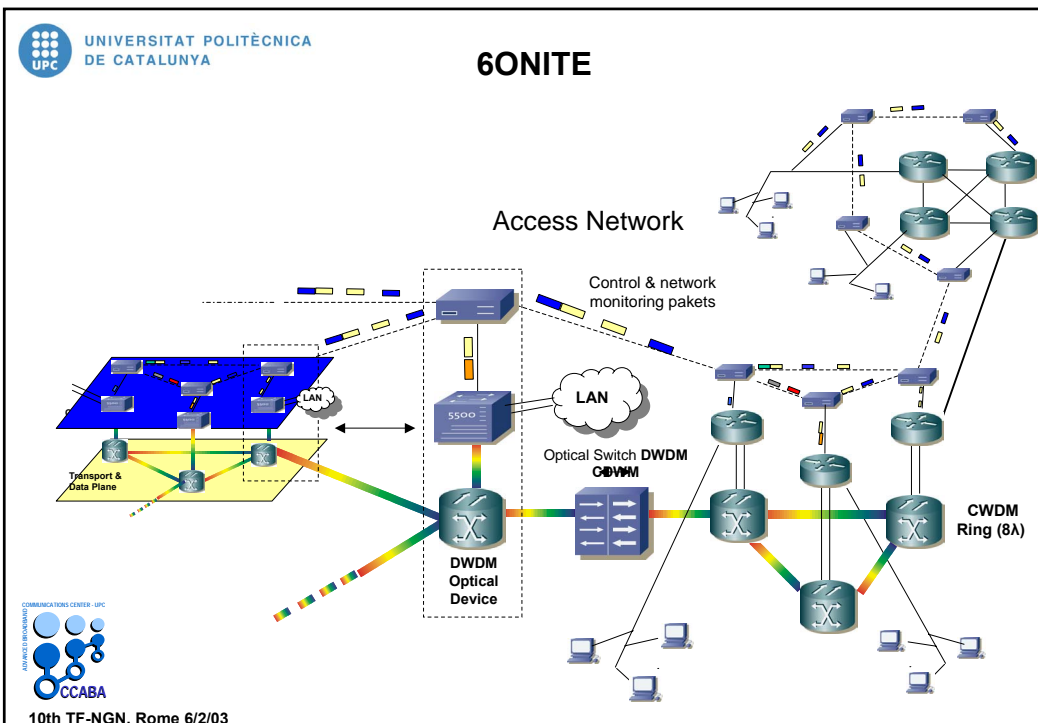 UNIVERSITAT POLITÈCNICA
DE CATALUNYA
UPC
6ONITE
Access Network
Control & network
monitoring pakets
LAN
LAN
5500
Optical Switch DWDM
CDWM
Transport &
Data Plane
DWDM
Optical
Device
CWDM
Ring (8λ)
COMMUNICATIONS CENTER - UPC
ADVANCED BROADBAND
CCABA
10th TF-NGN. Rome 6/2/03